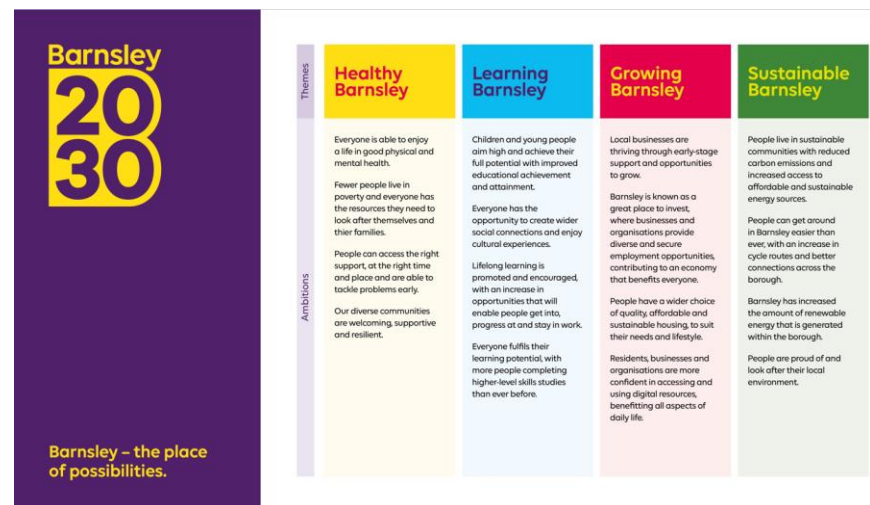 Barnsley
20
30
Barnsley – the place
of possibilities.
Themes
Healthy
Barnsley
Learning
Barnsley
Growing
Barnsley
Sustainable
Barnsley
Ambitions
Everyone is able to enjoy
a life in good physical and
mental health.
Fewer people live in
poverty and everyone has
the resources they need to
look after themselves and
thier families.
People can access the right
support, at the right time
and place and are able to
tackle problems early.
Our diverse communities
are welcoming, supportive
and resilient.
Children and young people
aim high and achieve their
full potential with improved
educational achievement
and attainment.
Everyone has the
opportunity to create wider
social connections and enjoy
cultural experiences.
Lifelong learning is
promoted and encouraged,
with an increase in
opportunities that will
enable people get into,
progress at and stay in work.
Everyone fulfils their
learning potential, with
more people completing
higher-level skills studies
than ever before.
Local businesses are
thriving through early-stage
support and opportunities
to grow.
Barnsley is known as a
great place to invest,
where businesses and
organisations provide
diverse and secure
employment opportunities,
contributing to an economy
that benefits everyone.
People have a wider choice
of quality, affordable and
sustainable housing, to suit
their needs and lifestyle.
Residents, businesses and
organisations are more
confident in accessing and
using digital resources,
benefitting all aspects of
daily life.
People live in sustainable
communities with reduced
carbon emissions and
increased access to
affordable and sustainable
energy sources.
People can get around
in Barnsley easier than
ever, with an increase in
cycle routes and better
connections across the
borough.
Barnsley has increased
the amount of renewable
energy that is generated
within the borough.
People are proud of and
look after their local
environment.